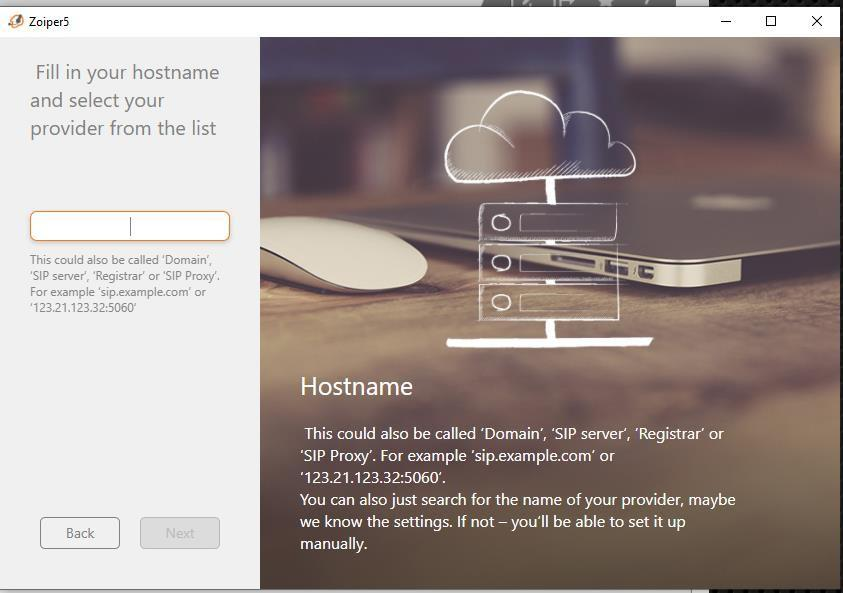 Zoiper5
Fill in your hostname
and select your
provider from the list
This could also be called ‘Domain’,
‘SIP server’, ‘Registrar’ or ‘SIP Proxy’.
For example ‘sip.example.com’ or
‘123.21.123.32:5060’
Back
Next
Hostname
This could also be called ‘Domain’, ‘SIP server’, ‘Registrar’ or
‘SIP Proxy’. For example ‘sip.example.com’ or
‘123.21.123.32:5060’.
You can also just search for the name of your provider, maybe
we know the settings. If not – you’ll be able to set it up
manually.